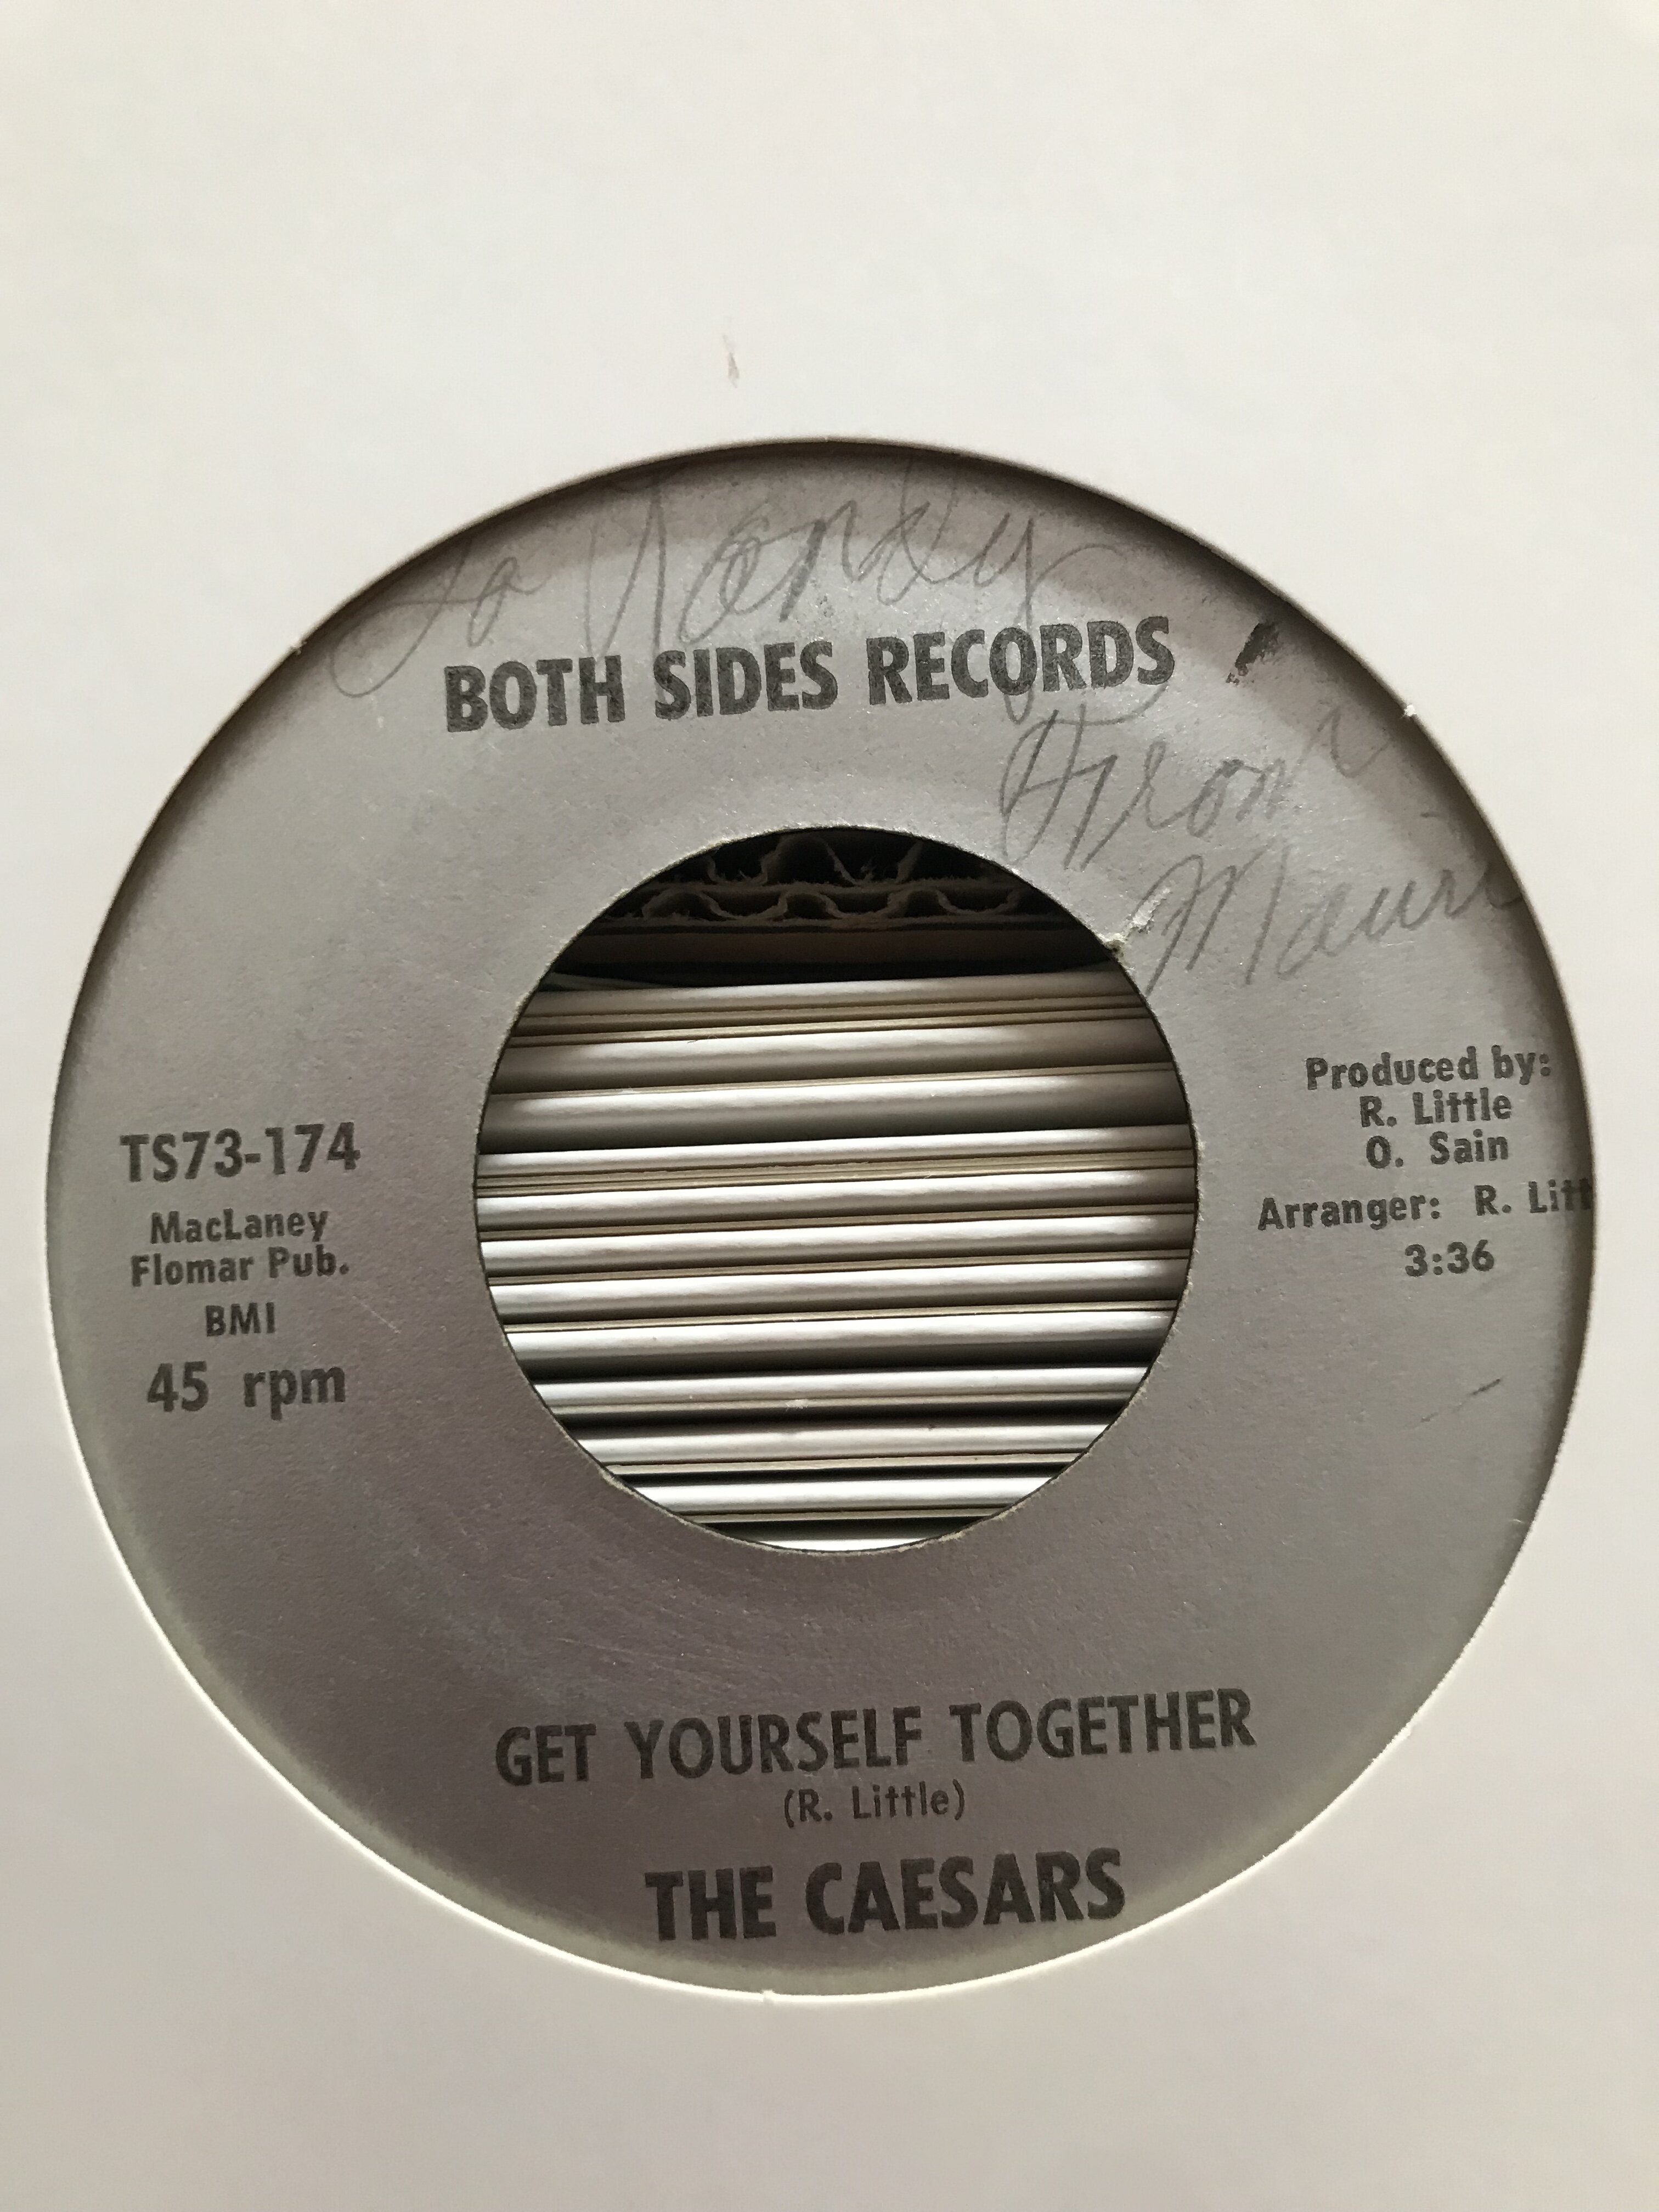 To
BOTH SIDES RECORDS
From
Mauri
TS73-174
MacLaney
Flomar Pub.
BMI
45 rpm
Produced by:
R. Little
O. Sain
Arranger: R. Litt
3:36
GET YOURSELF TOGETHER
(R. Little)
THE CAESARS